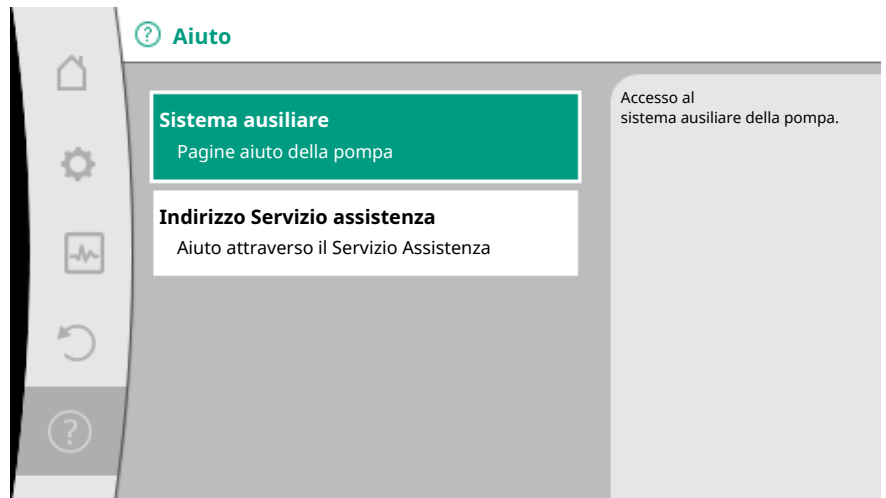 Aiuto
Sistema ausiliare
Pagine aiuto della pompa
Indirizzo Servizio assistenza
Aiuto attraverso il Servizio Assistenza
Accesso al
sistema ausiliare della pompa.